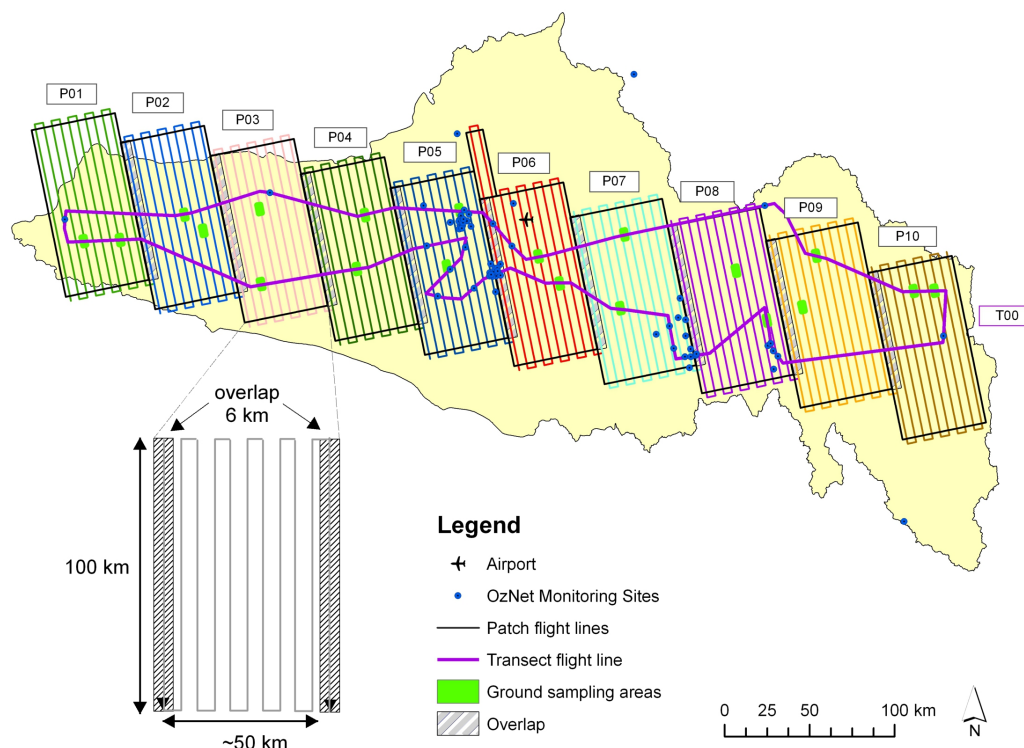 P01
P02
P03
P04
P05
P06
P07
P08
P09
P10
T00
overlap
6 km
100 km
~50 km
Legend
Airport
OzNet Monitoring Sites
Patch flight lines
Transect flight line
Ground sampling areas
Overlap
0 25 50 100 km
N